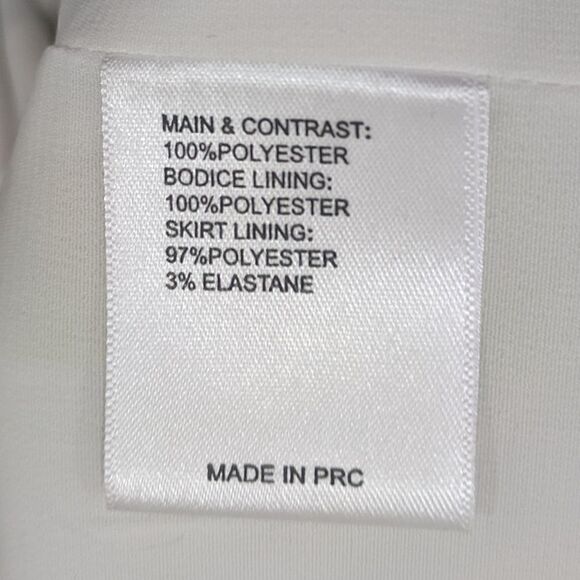 MAIN & CONTRAST:
100%POLYESTER
BODICE LINING:
100%POLYESTER
SKIRT LINING:
97%POLYESTER
3% ELASTANE
MADE IN PRC